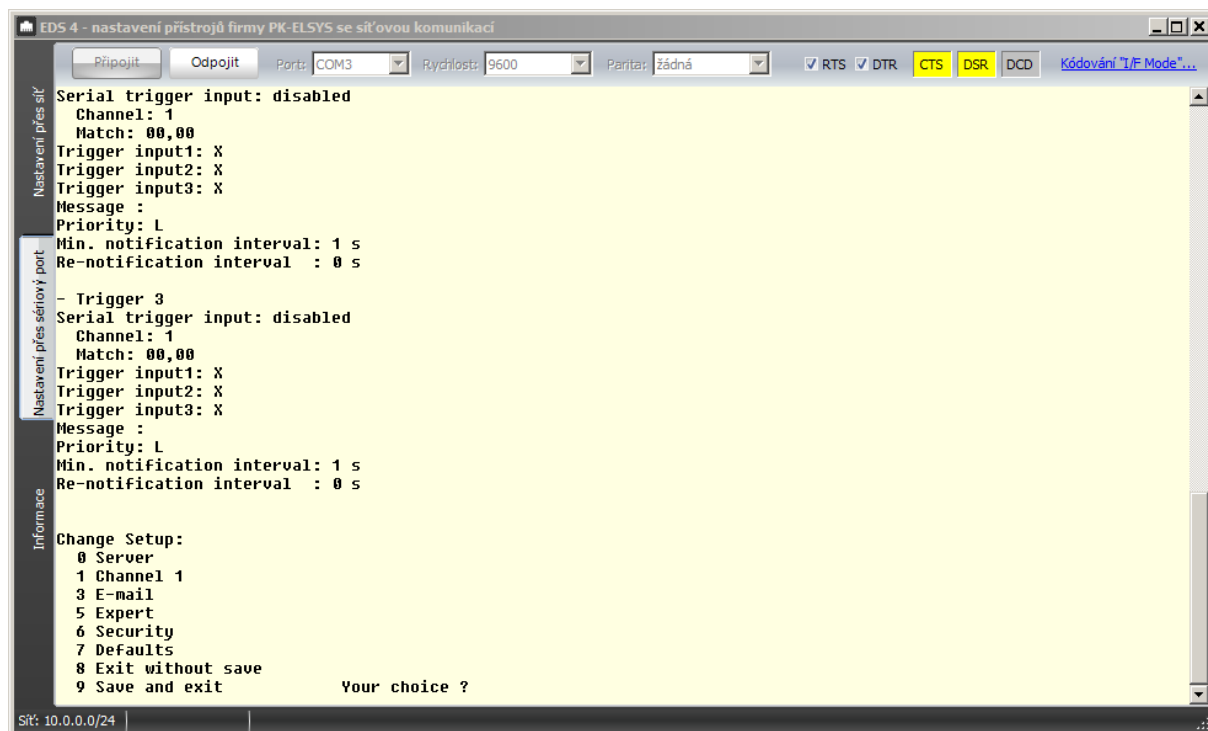 EDS 4 - nastavení přístrojů firmy PK-ELSYS se síťovou komunikací
Připojit Odpojit Port: COM3 Rychlost: 9600 Parita: žádná RTS DTR CTS DSR DCD Kódování "I/F Mode"...
Nastavení přes síť
Nastavení přes sériový port
Informace
Serial trigger input: disabled
Channel: 1
Match: 00,00
Trigger input1: X
Trigger input2: X
Trigger input3: X
Message :
Priority: L
Min. notification interval: 1 s
Re-notification interval : 0 s
- Trigger 3
Serial trigger input: disabled
Channel: 1
Match: 00,00
Trigger input1: X
Trigger input2: X
Trigger input3: X
Message :
Priority: L
Min. notification interval: 1 s
Re-notification interval : 0 s
Change Setup:
0 Server
1 Channel 1
3 E-mail
5 Expert
6 Security
7 Defaults
8 Exit without save
9 Save and exit Your choice ?
Síť: 10.0.0.0/24